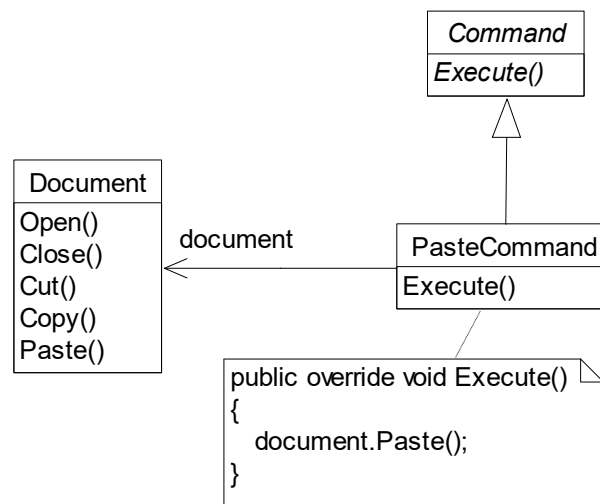 Command
Execute()
Document
Open()
Close()
Cut()
Copy()
Paste()
document
PasteCommand
Execute()
public override void Execute()
{
document.Paste();
}